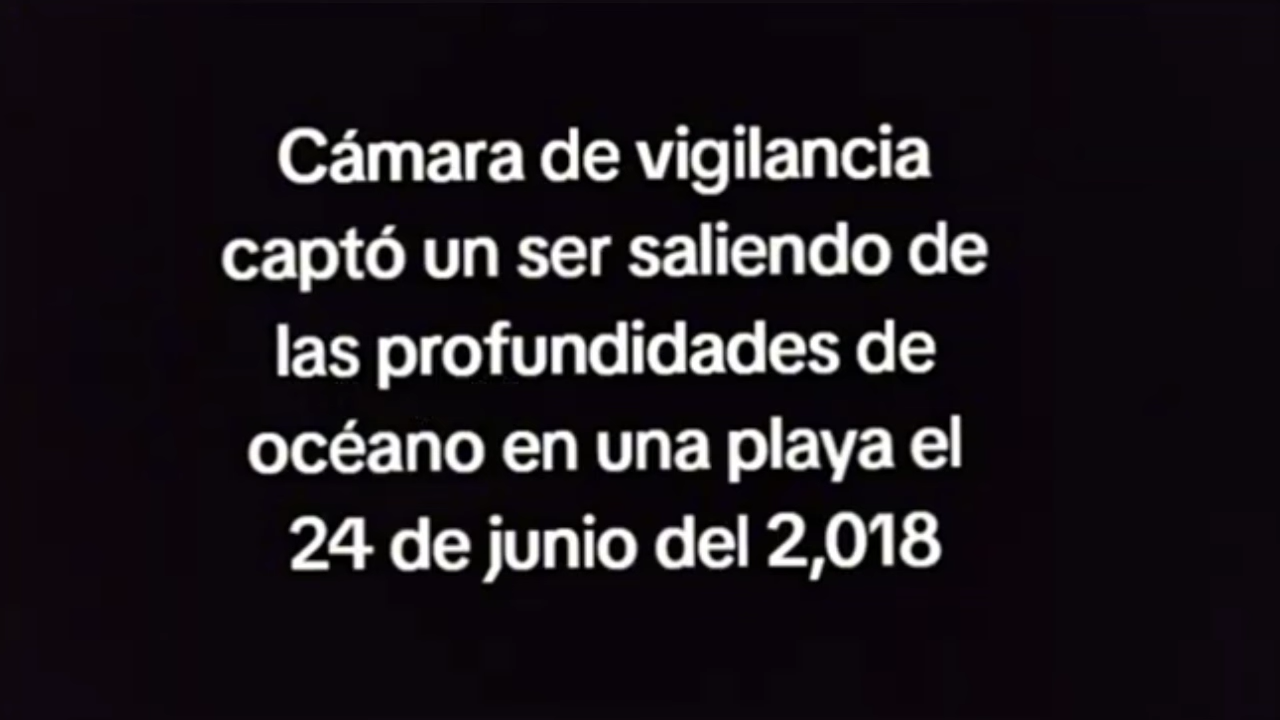 Cámara de vigilancia
captó un ser saliendo de
las profundidades de
océano en una playa el
24 de junio del 2,018